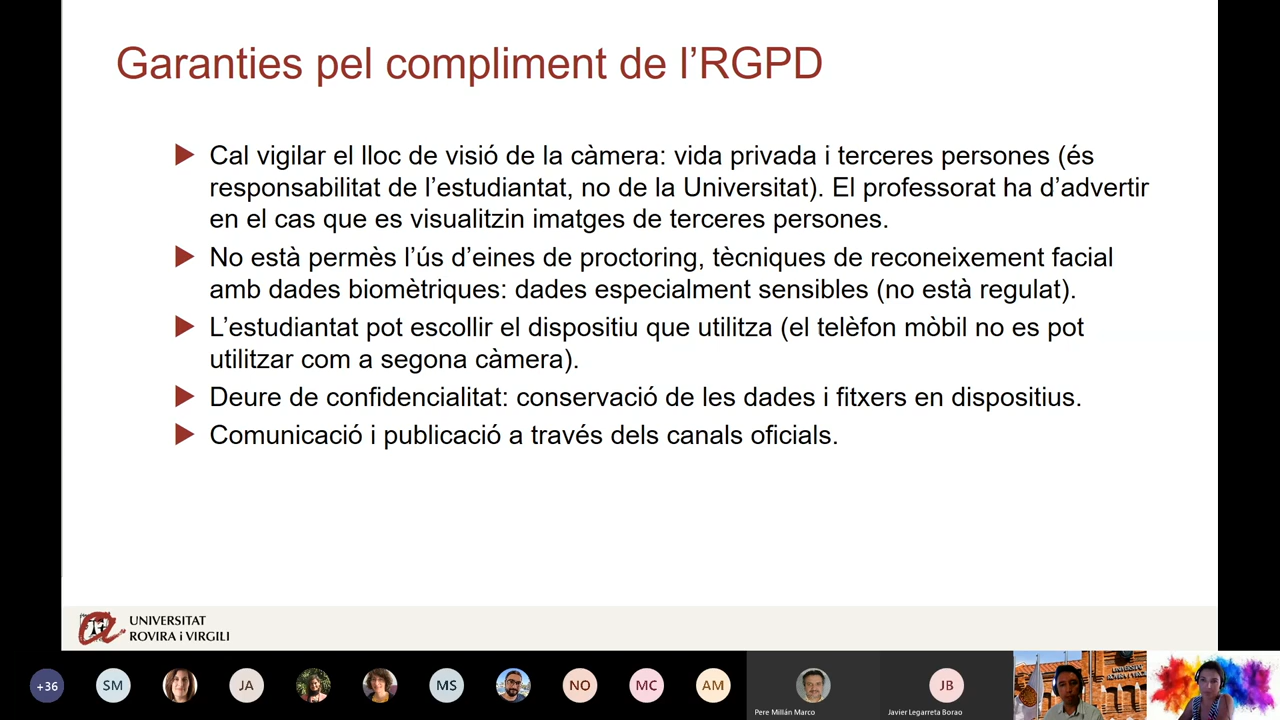 Garanties pel compliment de l’RGPD
Cal vigilar el lloc de visió de la càmera: vida privada i terceres persones (és
responsabilitat de l’estudiantat, no de la Universitat). El professorat ha d’advertir
en el cas que es visualitzin imatges de terceres persones.
No està permès l’ús d’eines de proctoring, tècniques de reconeixement facial
amb dades biomètriques: dades especialment sensibles (no està regulat).
L’estudiantat pot escollir el dispositiu que utilitza (el telèfon mòbil no es pot
utilitzar com a segona càmera).
Deure de confidencialitat: conservació de les dades i fitxers en dispositius.
Comunicació i publicació a través dels canals oficials.
UNIVERSITAT
ROVIRA i VIRGILI
+36
SM
JA
MS
NO
MC
AM
JB
Pere Millán Marco
Javier Legarreta Borao